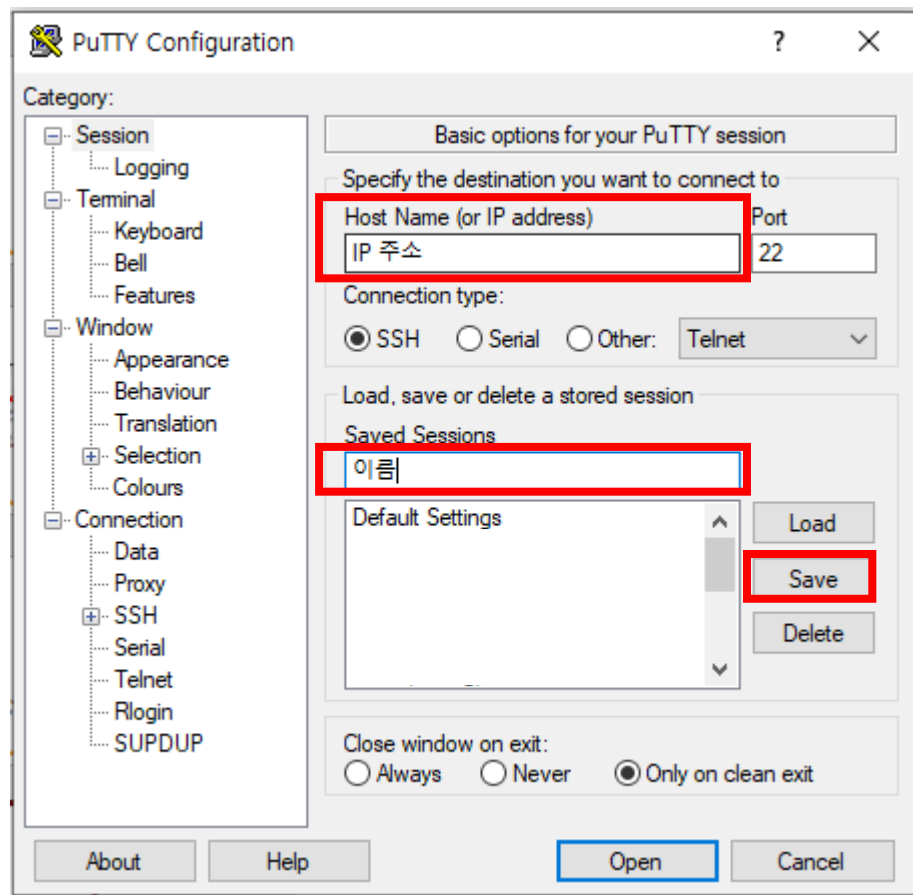 PuTTY Configuration
?
Category:
Session
Logging
Terminal
Keyboard
Bell
Features
Window
Appearance
Behaviour
Translation
Selection
Colours
Connection
Data
Proxy
SSH
Serial
Telnet
Rlogin
SUPDUP
Basic options for your PuTTY session
Specify the destination you want to connect to
Host Name (or IP address) Port
IP 주소 22
Connection type:
SSH Serial Other: Telnet
Load, save or delete a stored session
Saved Sessions
이름
Default Settings
Load
Save
Delete
Close window on exit:
Always Never Only on clean exit
About Help Open Cancel